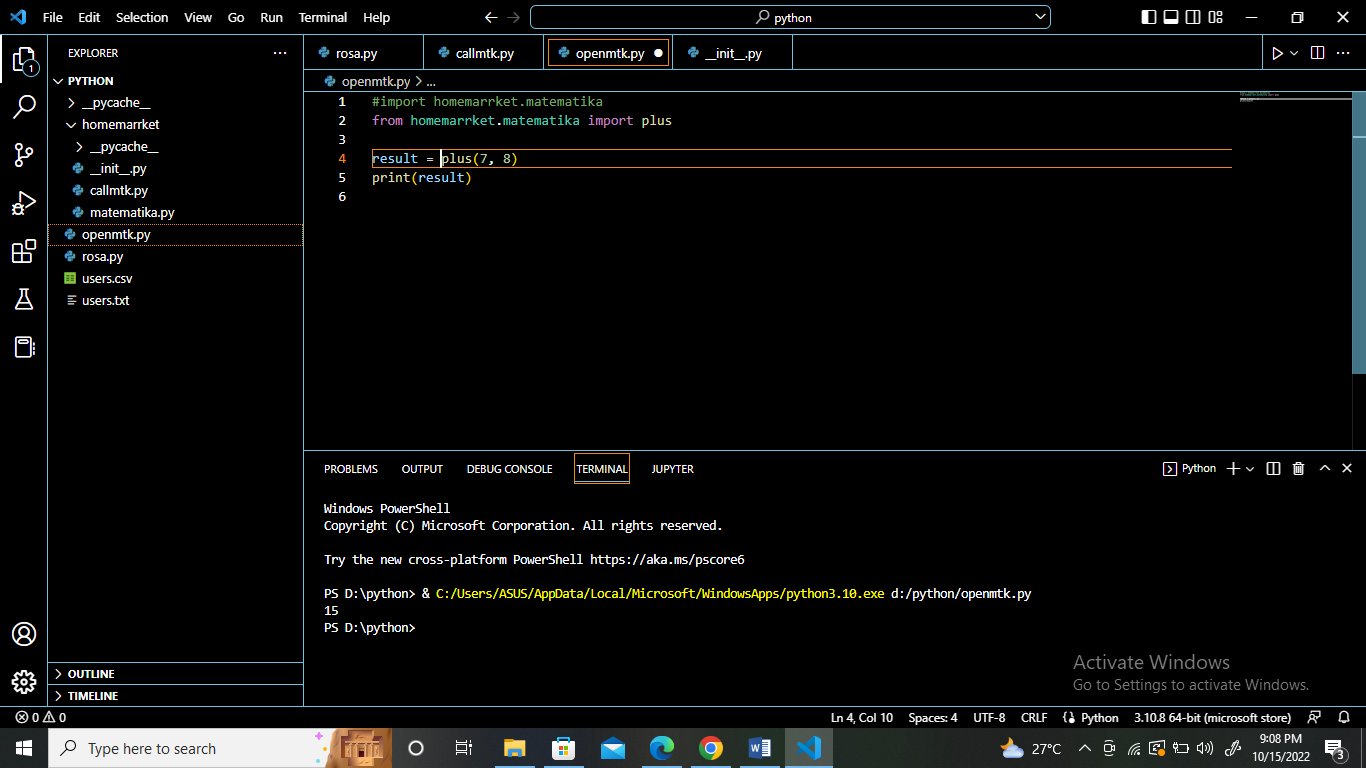 File Edit Selection View Go Run Terminal Help
python
EXPLORER
PYTHON
__pycache__
homemarrket
__pycache__
__init__.py
callmtk.py
matematika.py
openmtk.py
rosa.py
users.csv
users.txt
OUTLINE
TIMELINE
1
rosa.py callmtk.py openmtk.py __init__.py
openmtk.py > ...
1 #import homemarrket.matematika
2 from homemarrket.matematika import plus
3
4 result = plus(7, 8)
5 print(result)
6
PROBLEMS OUTPUT DEBUG CONSOLE TERMINAL JUPYTER
Python
Windows PowerShell
Copyright (C) Microsoft Corporation. All rights reserved.
Try the new cross-platform PowerShell https://aka.ms/pscore6
PS D:\python> & C:/Users/ASUS/AppData/Local/Microsoft/WindowsApps/python3.10.exe d:/python/openmtk.py
15
PS D:\python>
Activate Windows
Go to Settings to activate Windows.
0 0 Ln 4, Col 10 Spaces: 4 UTF-8 CRLF Python 3.10.8 64-bit (microsoft store)
Type here to search
27°C
9:08 PM
10/15/2022
3